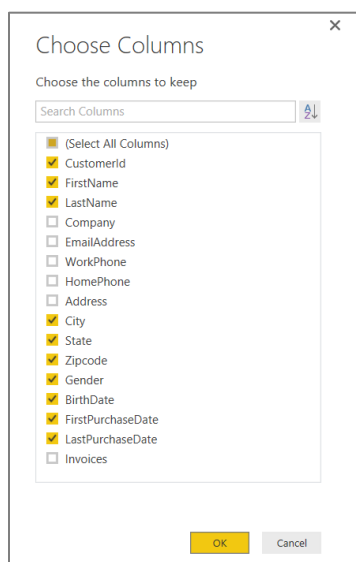 Choose Columns
Choose the columns to keep
Search Columns
(Select All Columns)
CustomerId
FirstName
LastName
Company
EmailAddress
WorkPhone
HomePhone
Address
City
State
Zipcode
Gender
BirthDate
FirstPurchaseDate
LastPurchaseDate
Invoices
OK Cancel